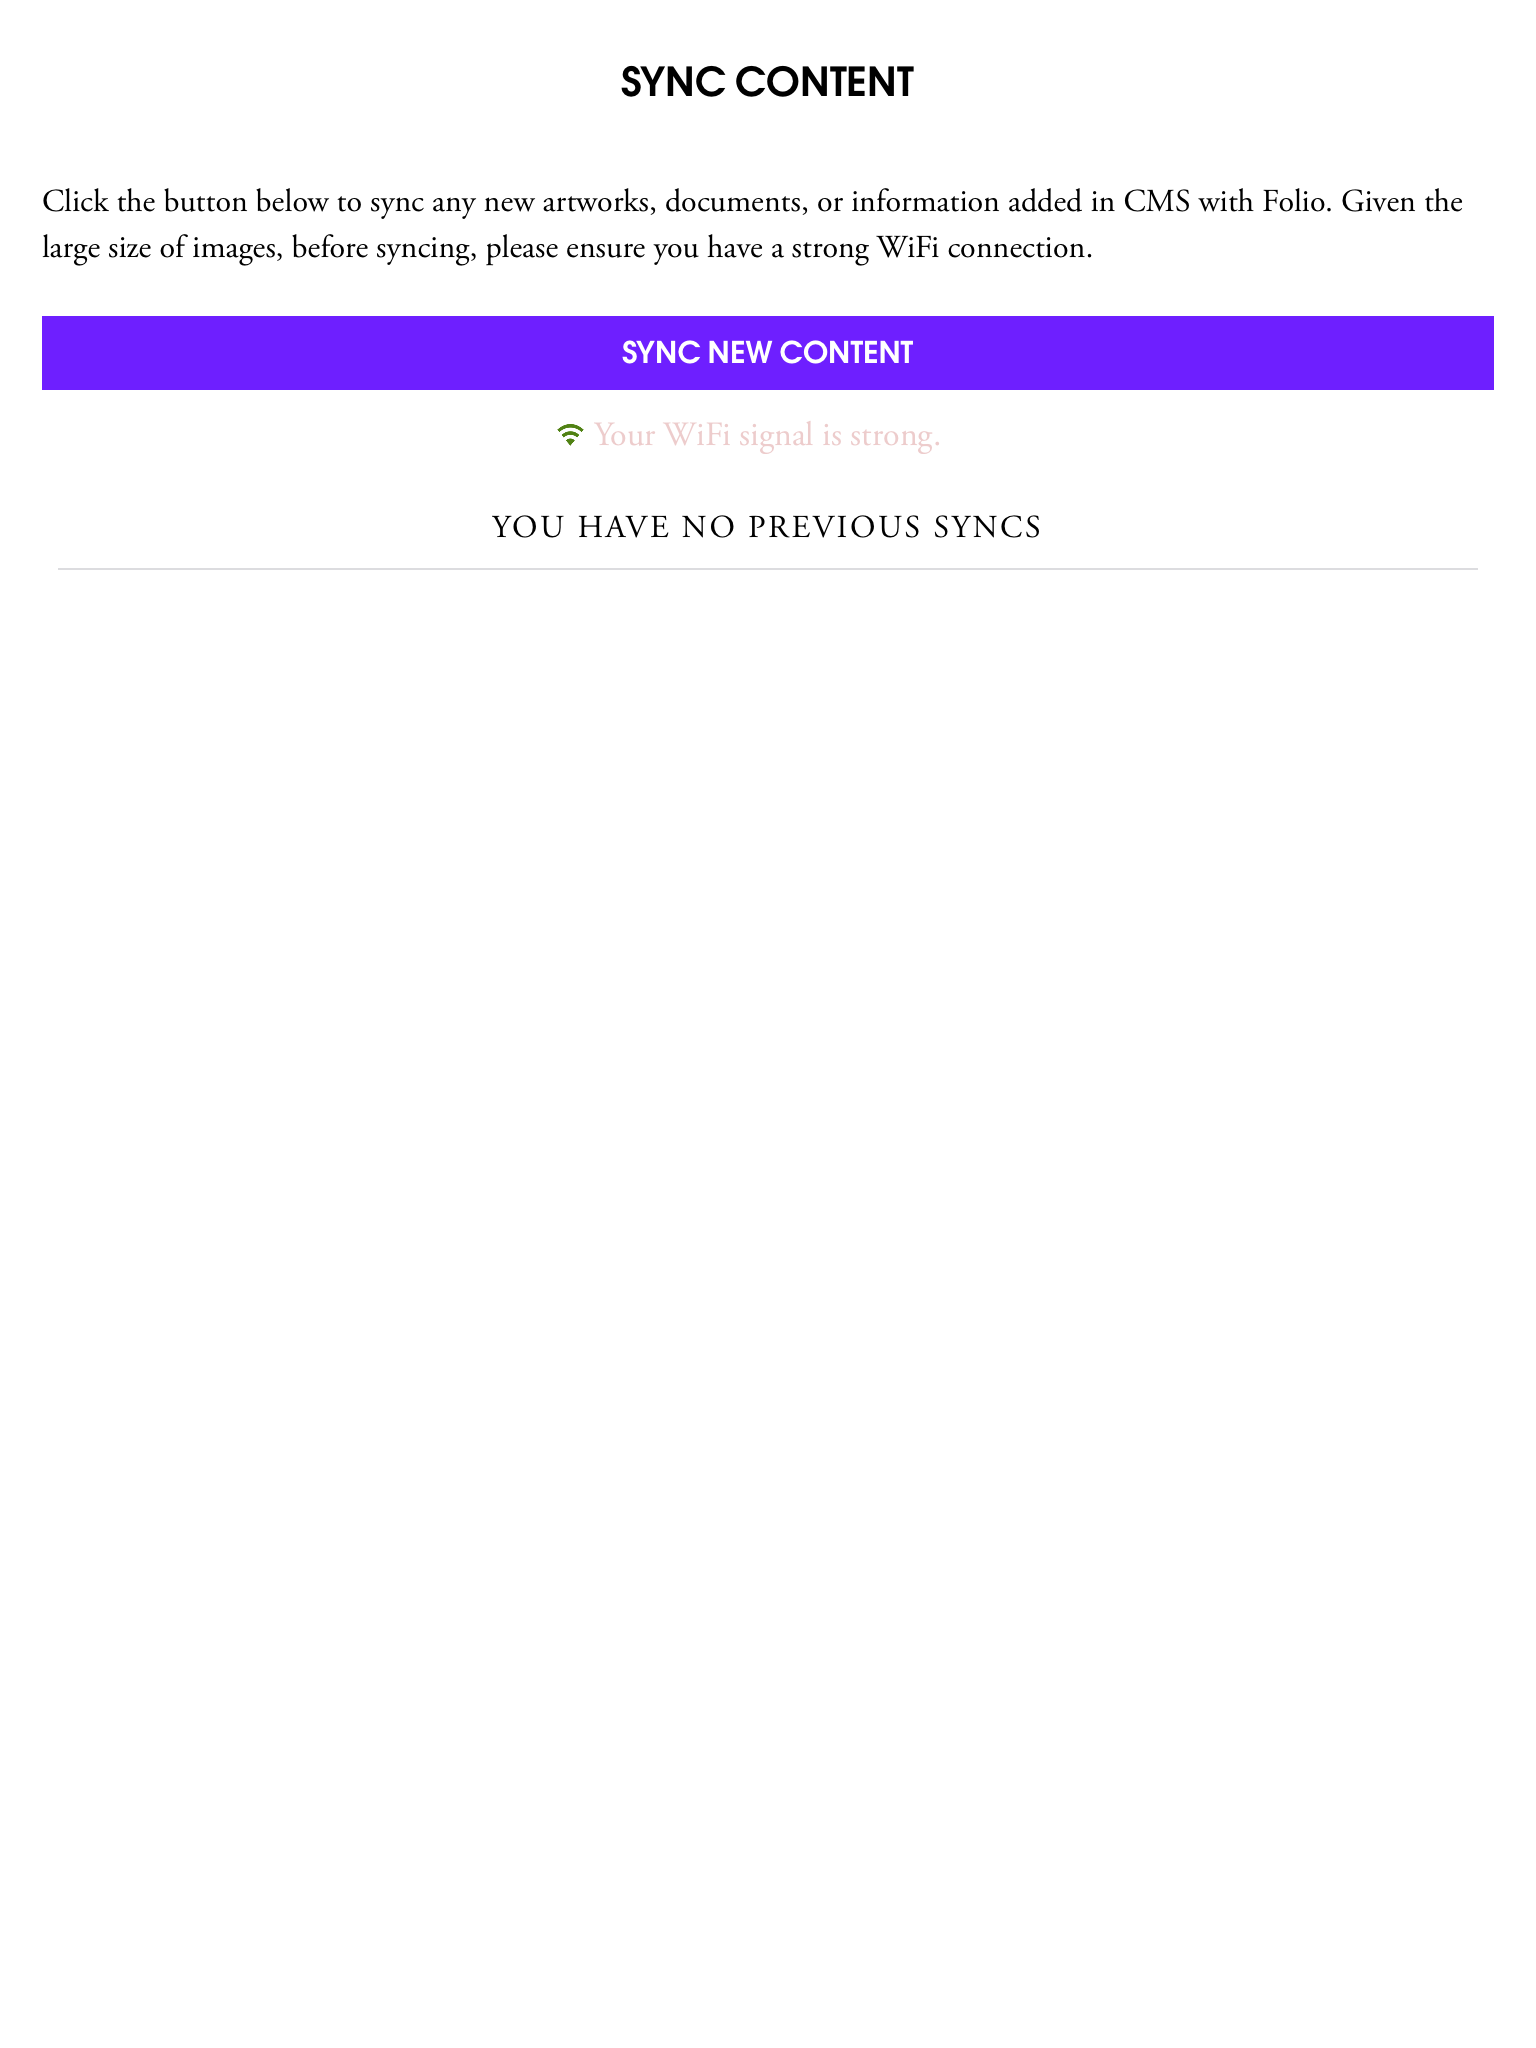 SYNC CONTENT
Click the button below to sync any new artworks, documents, or information added in CMS with Folio. Given the
large size of images, before syncing, please ensure you have a strong WiFi connection.
SYNC NEW CONTENT
Your WiFi signal is strong.
YOU HAVE NO PREVIOUS SYNCS